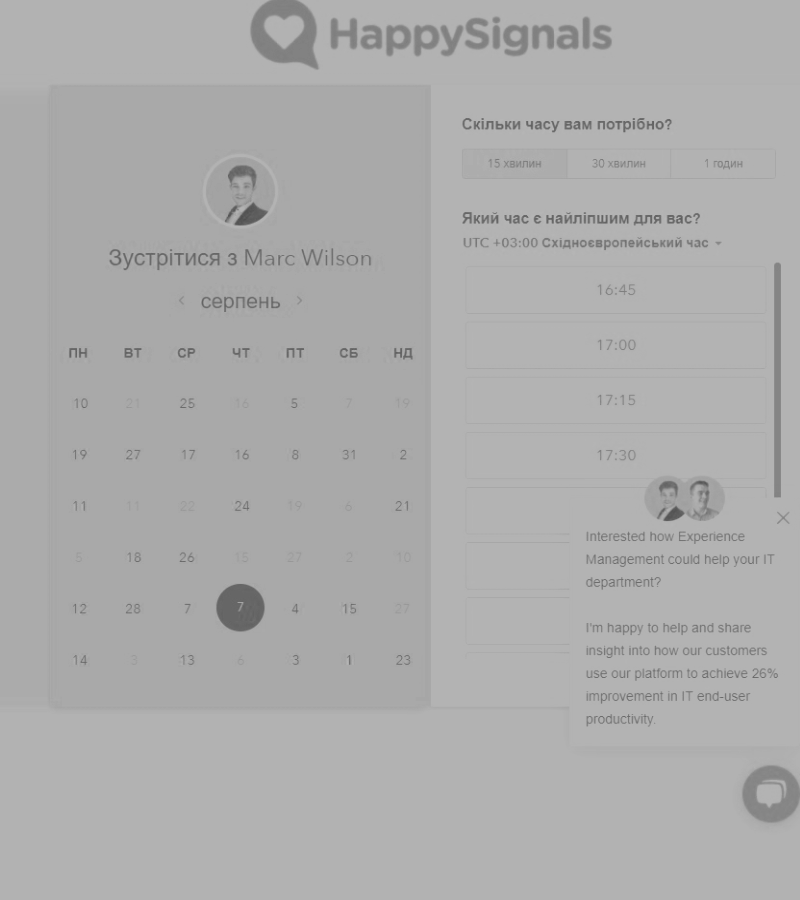 HappySignals
Зустрітися з Marc Wilson
серпень
ПН ВТ СР ЧТ ПТ СБ НД
10 21 25 16 5 7 19
19 27 17 16 8 31 2
11 11 22 24 19 6 21
5 18 26 15 27 2 10
12 28 7 7 4 15 27
14 3 13 6 3 1 23
Скільки часу вам потрібно?
15 хвилин 30 хвилин 1 годин
Який час є найліпшим для вас?
UTC +03:00 Східноєвропейський час
16:45
17:00
17:15
17:30
Interested how Experience
Management could help your IT
department?
I'm happy to help and share
insight into how our customers
use our platform to achieve 26%
improvement in IT end-user
productivity.